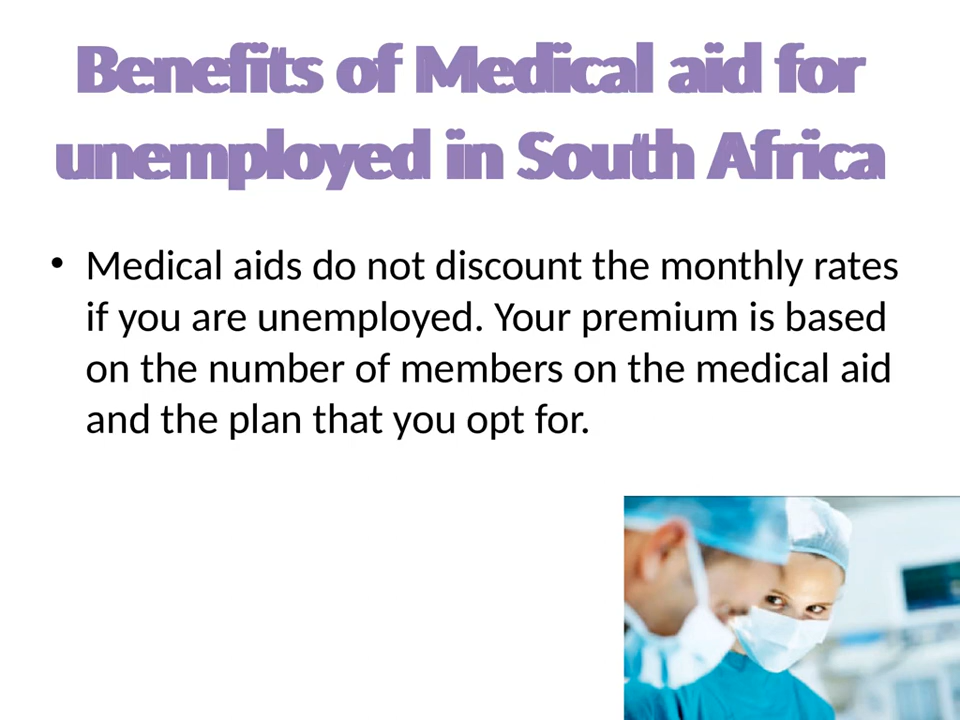 Benefits of Medical aid for
unemployed in South Africa
• Medical aids do not discount the monthly rates
if you are unemployed. Your premium is based
on the number of members on the medical aid
and the plan that you opt for.